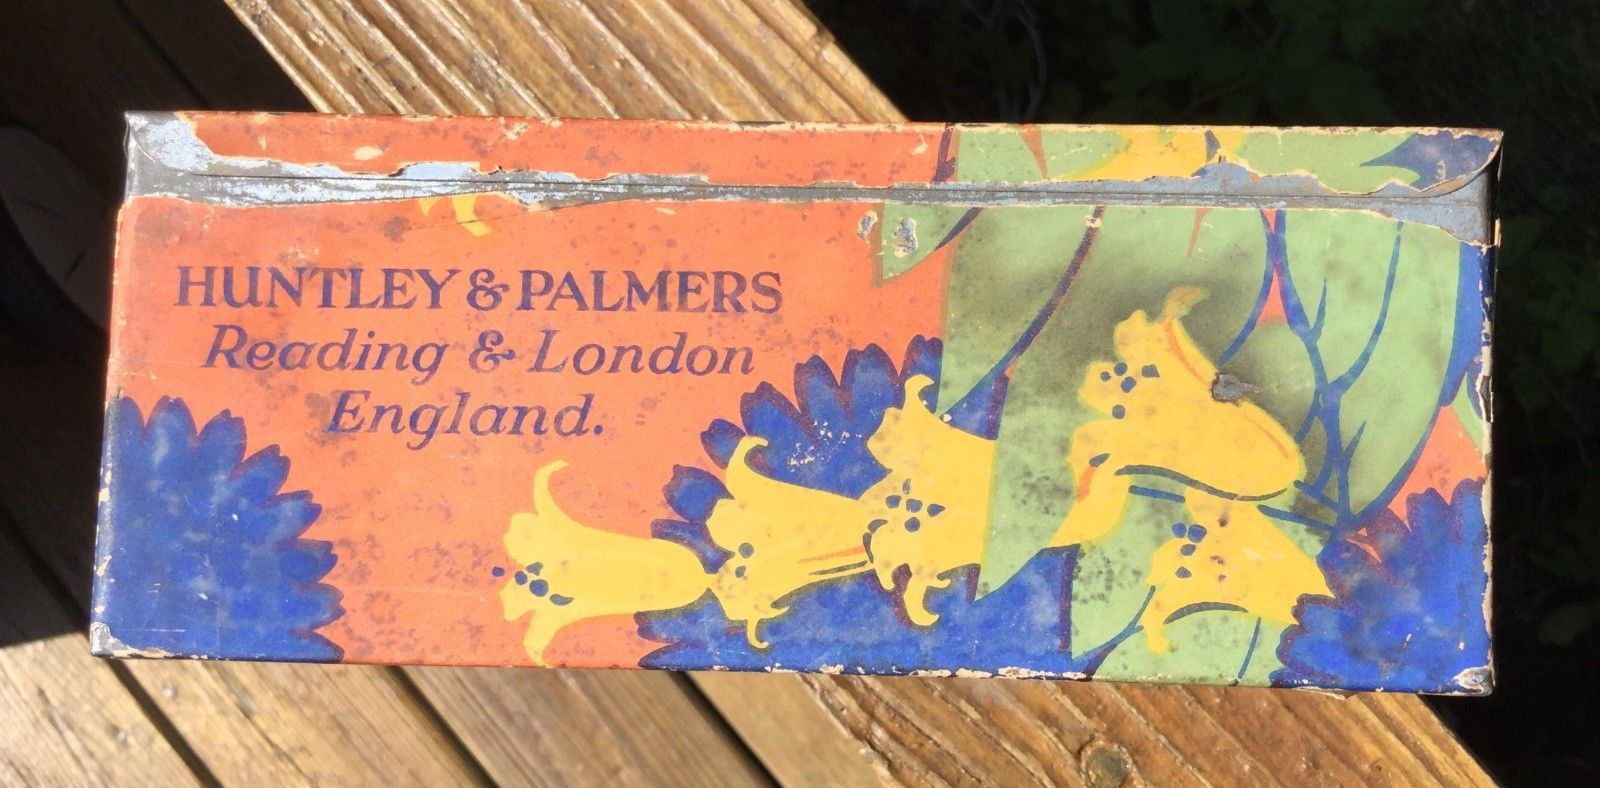 HUNTLEY & PALMERS
Reading & London
England.